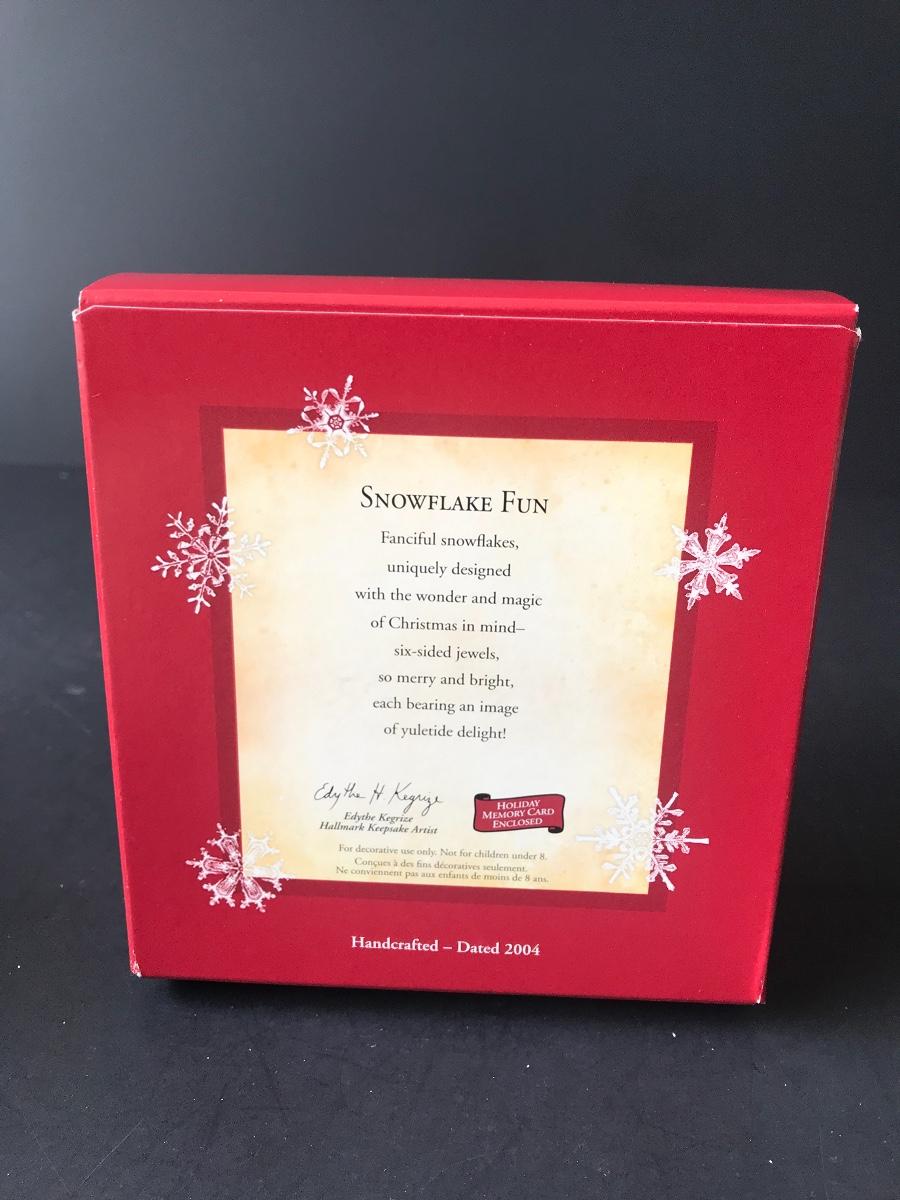 Snowflake Fun
Fanciful snowflakes,
uniquely designed
with the wonder and magic
of Christmas in mind–
six-sided jewels,
so merry and bright,
each bearing an image
of yuletide delight!
Edythe H. Kegrize
Edythe Kegrize
Hallmark Keepsake Artist
HOLIDAY
MEMORY CARD
ENCLOSED
For decorative use only. Not for children under 8.
Conçues à des fins décoratives seulement.
Ne conviennent pas aux enfants de moins de 8 ans.
Handcrafted – Dated 2004